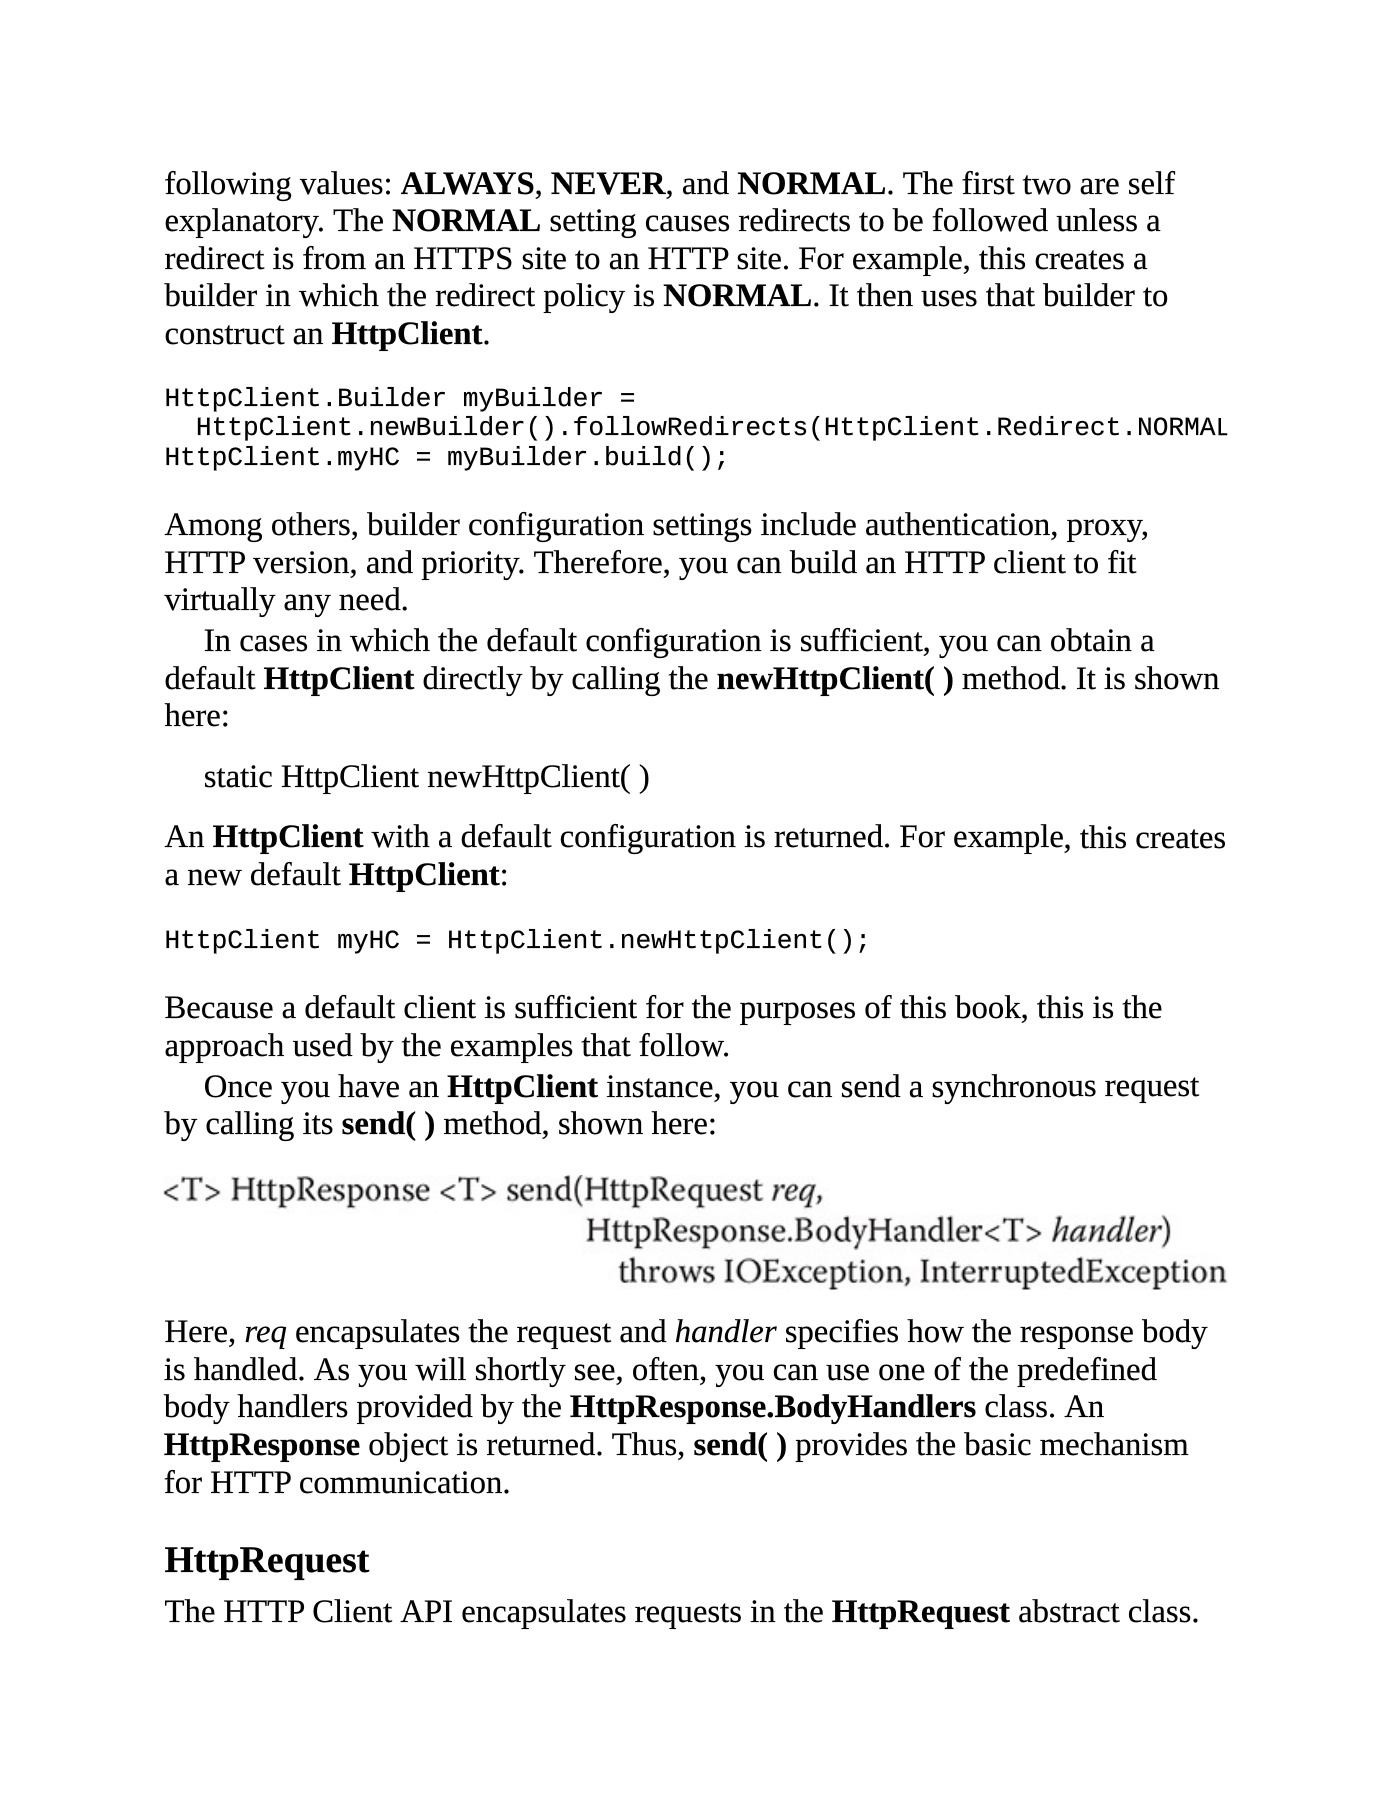 following values: ALWAYS, NEVER, and NORMAL. The first two are self
explanatory. The NORMAL setting causes redirects to be followed unless a
redirect is from an HTTPS site to an HTTP site. For example, this creates a
builder in which the redirect policy is NORMAL. It then uses that builder to
construct an HttpClient.
HttpClient.Builder myBuilder =
  HttpClient.newBuilder().followRedirects(HttpClient.Redirect.NORMAL
HttpClient.myHC = myBuilder.build();
Among others, builder configuration settings include authentication, proxy,
HTTP version, and priority. Therefore, you can build an HTTP client to fit
virtually any need.
In cases in which the default configuration is sufficient, you can obtain a
default HttpClient directly by calling the newHttpClient( ) method. It is shown
here:
static HttpClient newHttpClient( )
An HttpClient with a default configuration is returned. For example, this creates
a new default HttpClient:
HttpClient myHC = HttpClient.newHttpClient();
Because a default client is sufficient for the purposes of this book, this is the
approach used by the examples that follow.
Once you have an HttpClient instance, you can send a synchronous request
by calling its send( ) method, shown here:
<T> HttpResponse <T> send(HttpRequest req,
HttpResponse.BodyHandler<T> handler)
throws IOException, InterruptedException
Here, req encapsulates the request and handler specifies how the response body
is handled. As you will shortly see, often, you can use one of the predefined
body handlers provided by the HttpResponse.BodyHandlers class. An
HttpResponse object is returned. Thus, send( ) provides the basic mechanism
for HTTP communication.
HttpRequest
The HTTP Client API encapsulates requests in the HttpRequest abstract class.